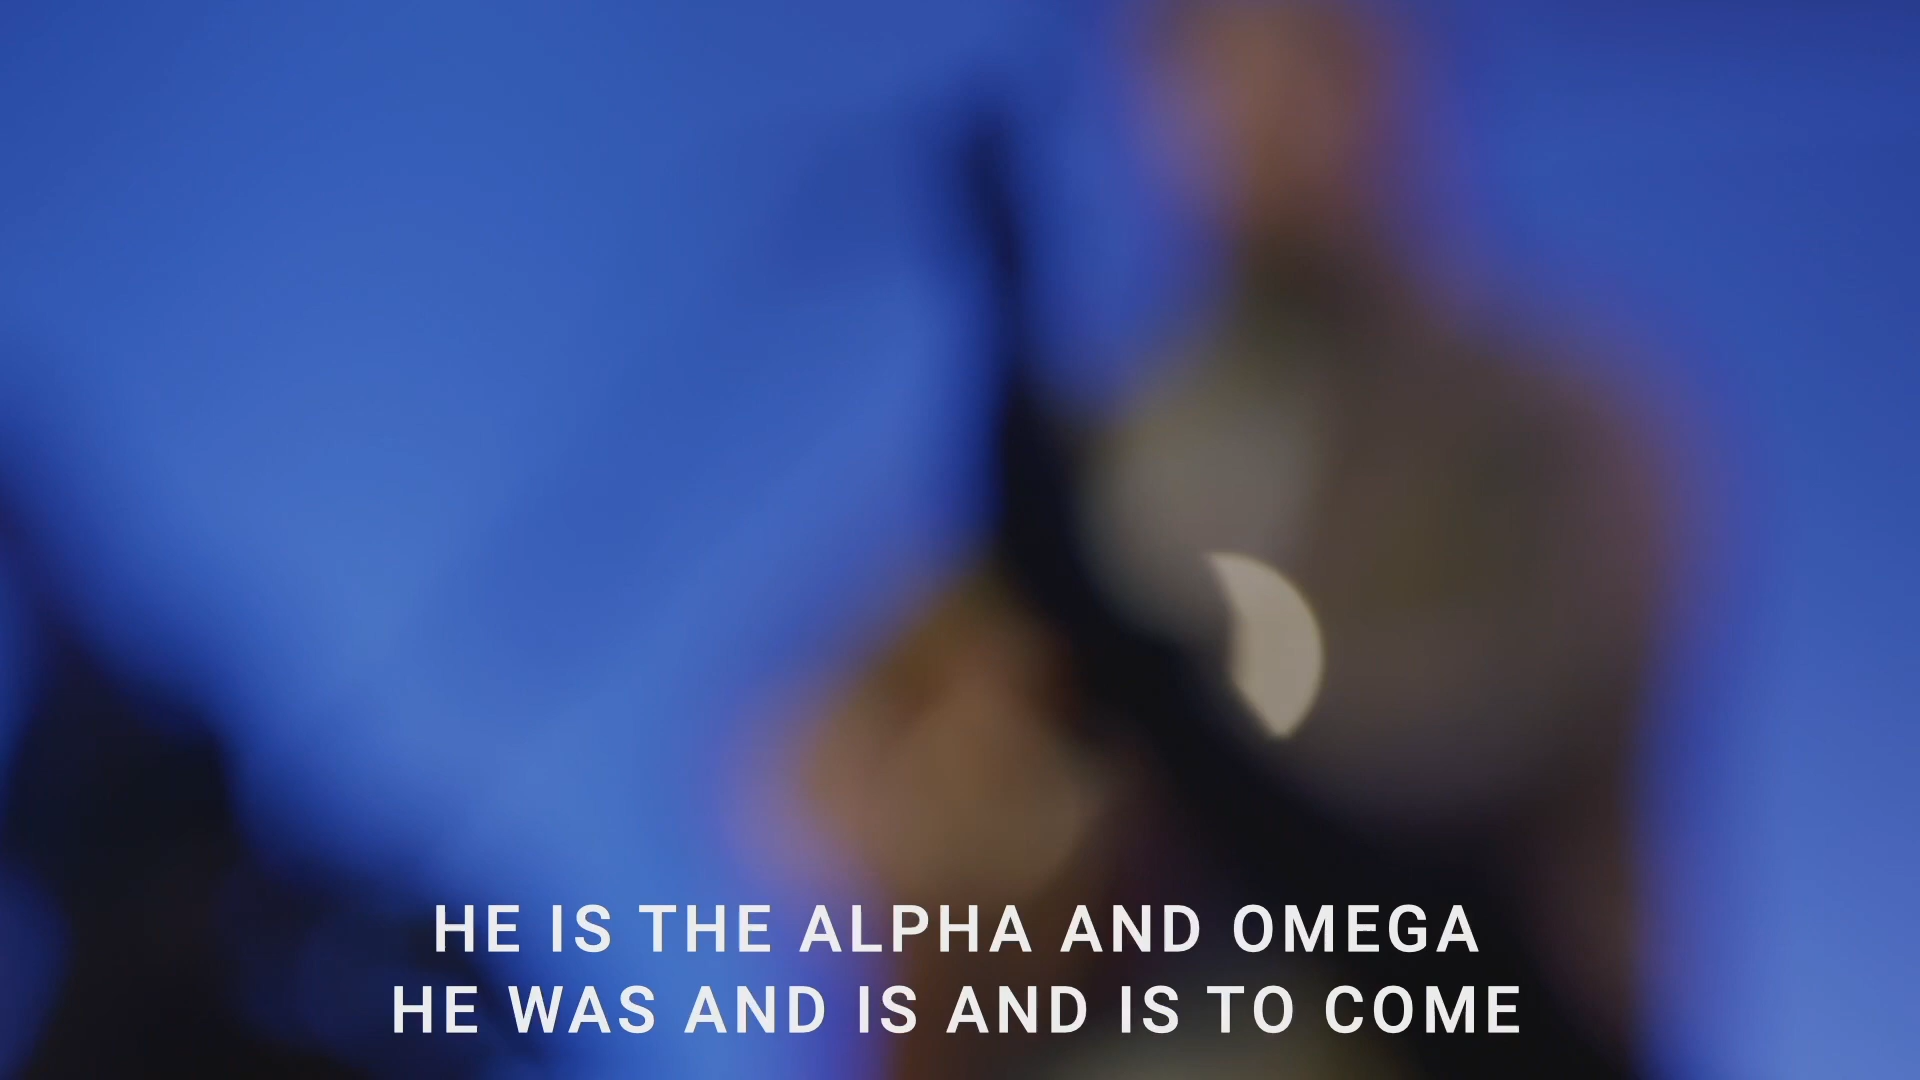 HE IS THE ALPHA AND OMEGA
HE WAS AND IS AND IS TO COME